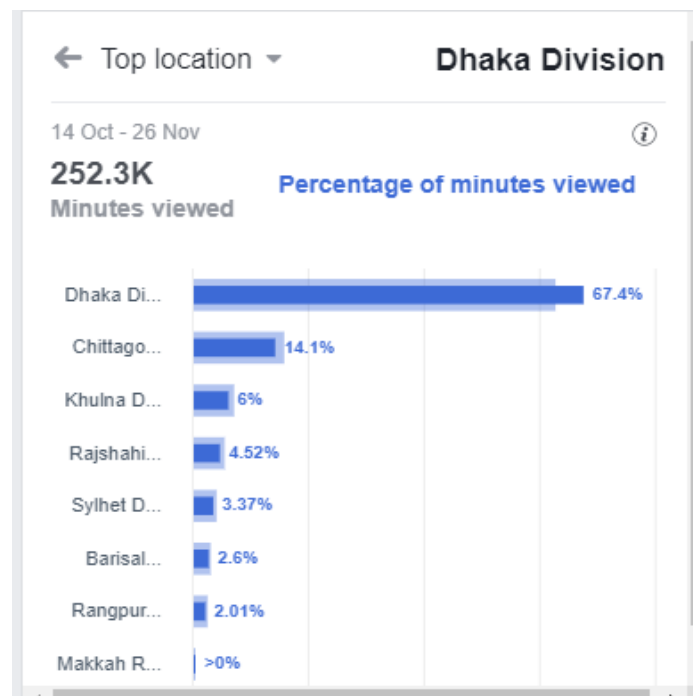 Top location
Dhaka Division
14 Oct - 26 Nov
252.3K
Minutes viewed
Percentage of minutes viewed
Dhaka Di... 67.4%
Chittago... 14.1%
Khulna D... 6%
Rajshahi... 4.52%
Sylhet D... 3.37%
Barisal... 2.6%
Rangpur... 2.01%
Makkah R... >0%